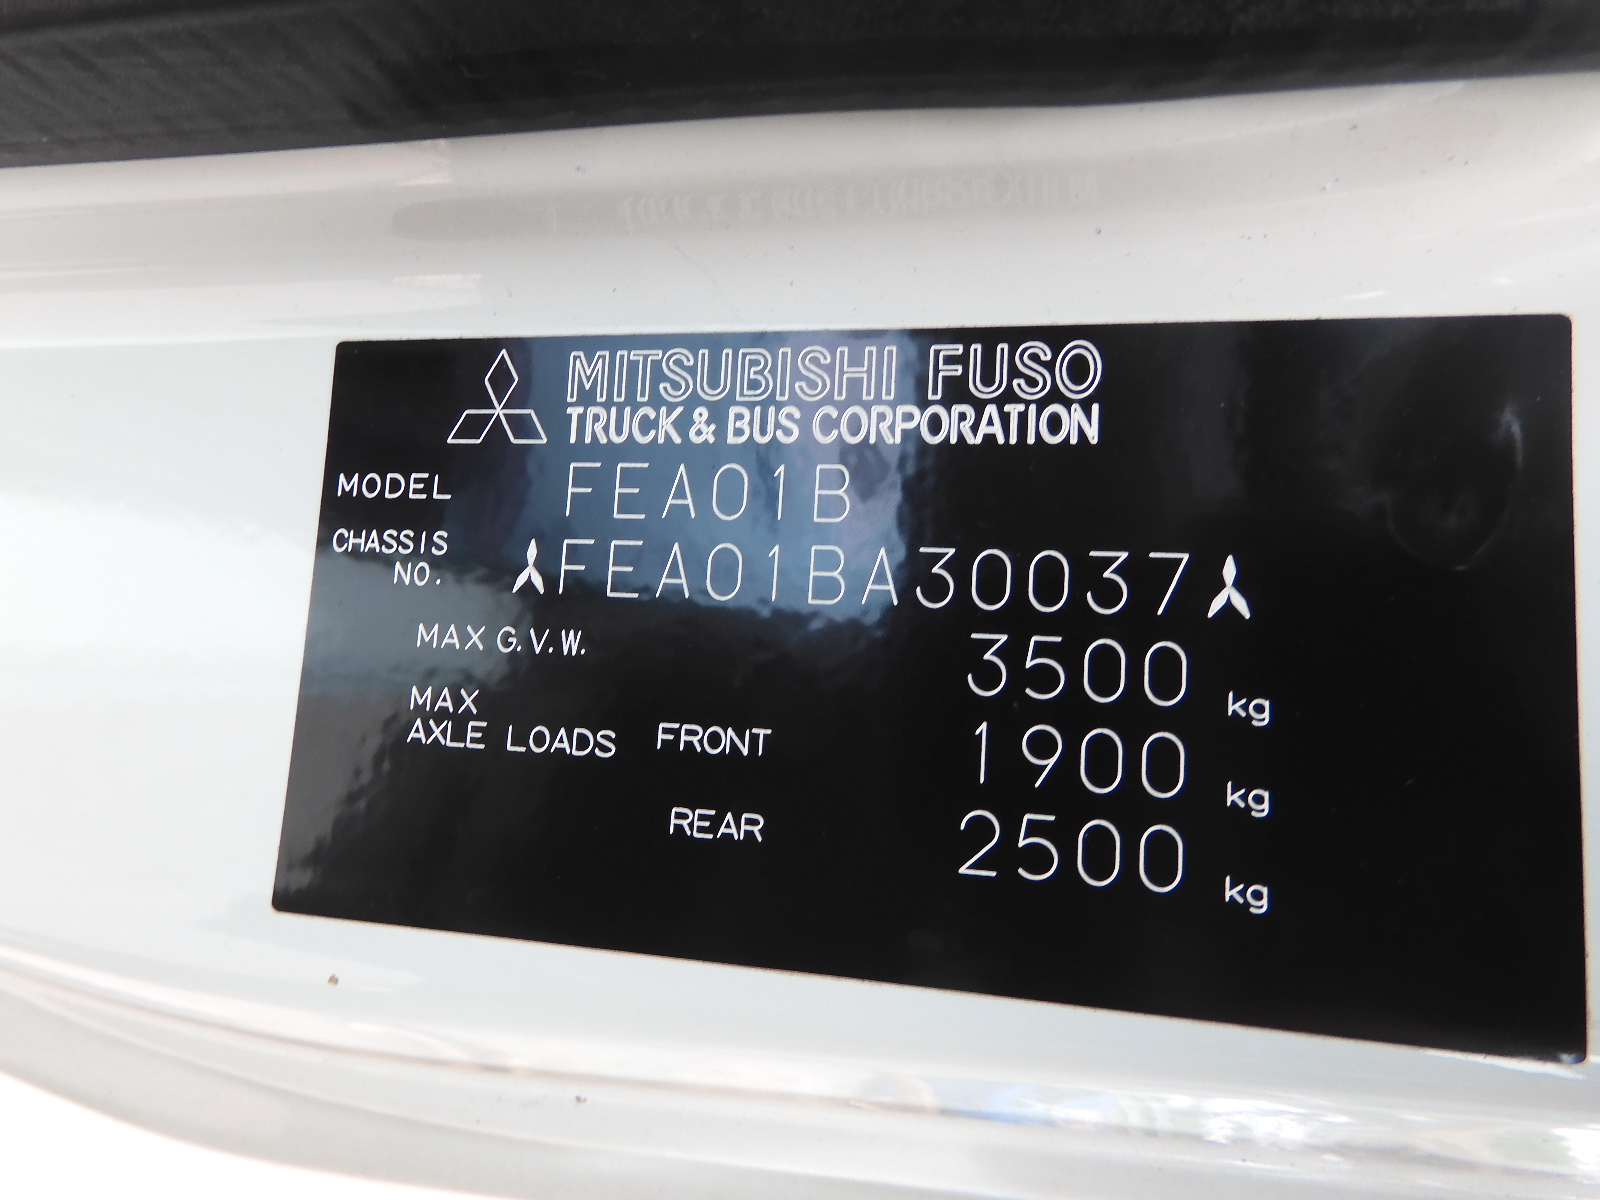 MITSUBISHI FUSO
TRUCK & BUS CORPORATION
MODEL FEA01B
CHASSIS
NO. FEA01BA30037
MAX G.V.W. 3500 kg
MAX
AXLE LOADS FRONT 1900 kg
REAR 2500 kg